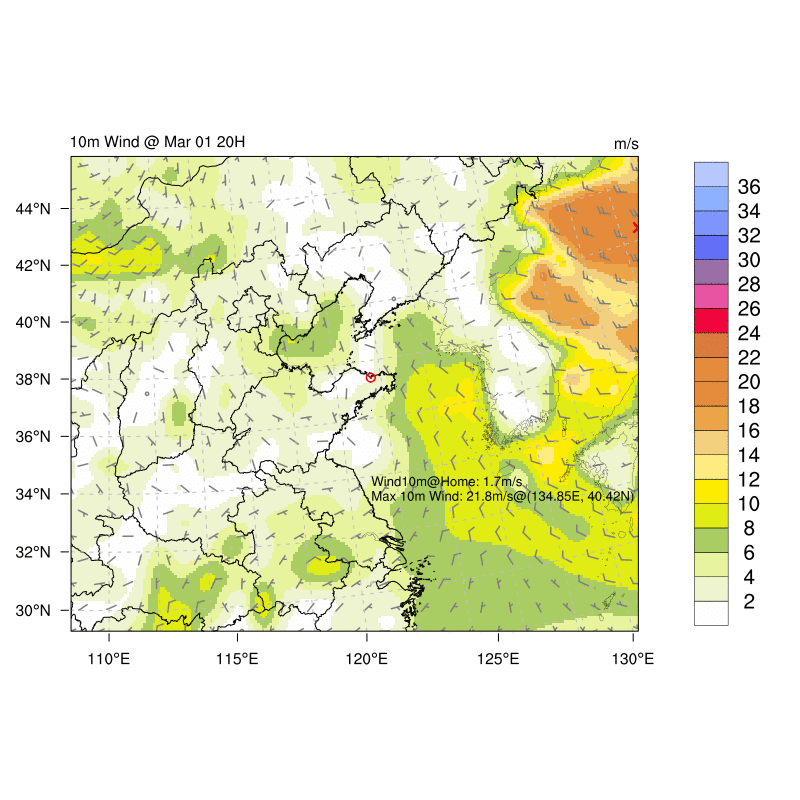 10m Wind @ Mar 01 20H
m/s
44°N
42°N
40°N
38°N
36°N
34°N
32°N
30°N
110°E
115°E
120°E
125°E
130°E
Wind10m@Home: 1.7m/s
Max 10m Wind: 21.8m/s@(134.85E, 40.42N)
36
34
32
30
28
26
24
22
20
18
16
14
12
10
8
6
4
2